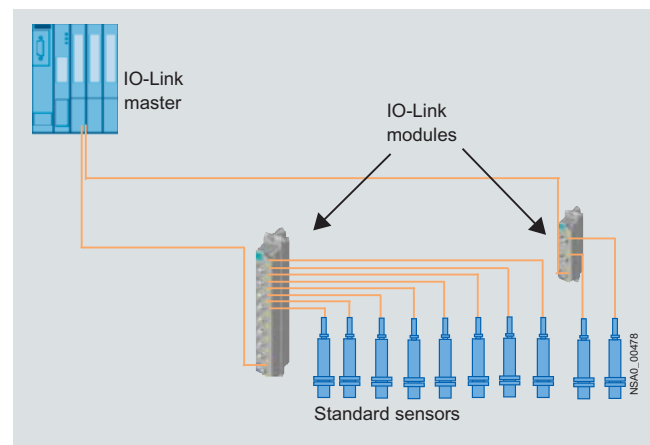 IO-Link
master
IO-Link
modules
Standard sensors
NSA0_00478